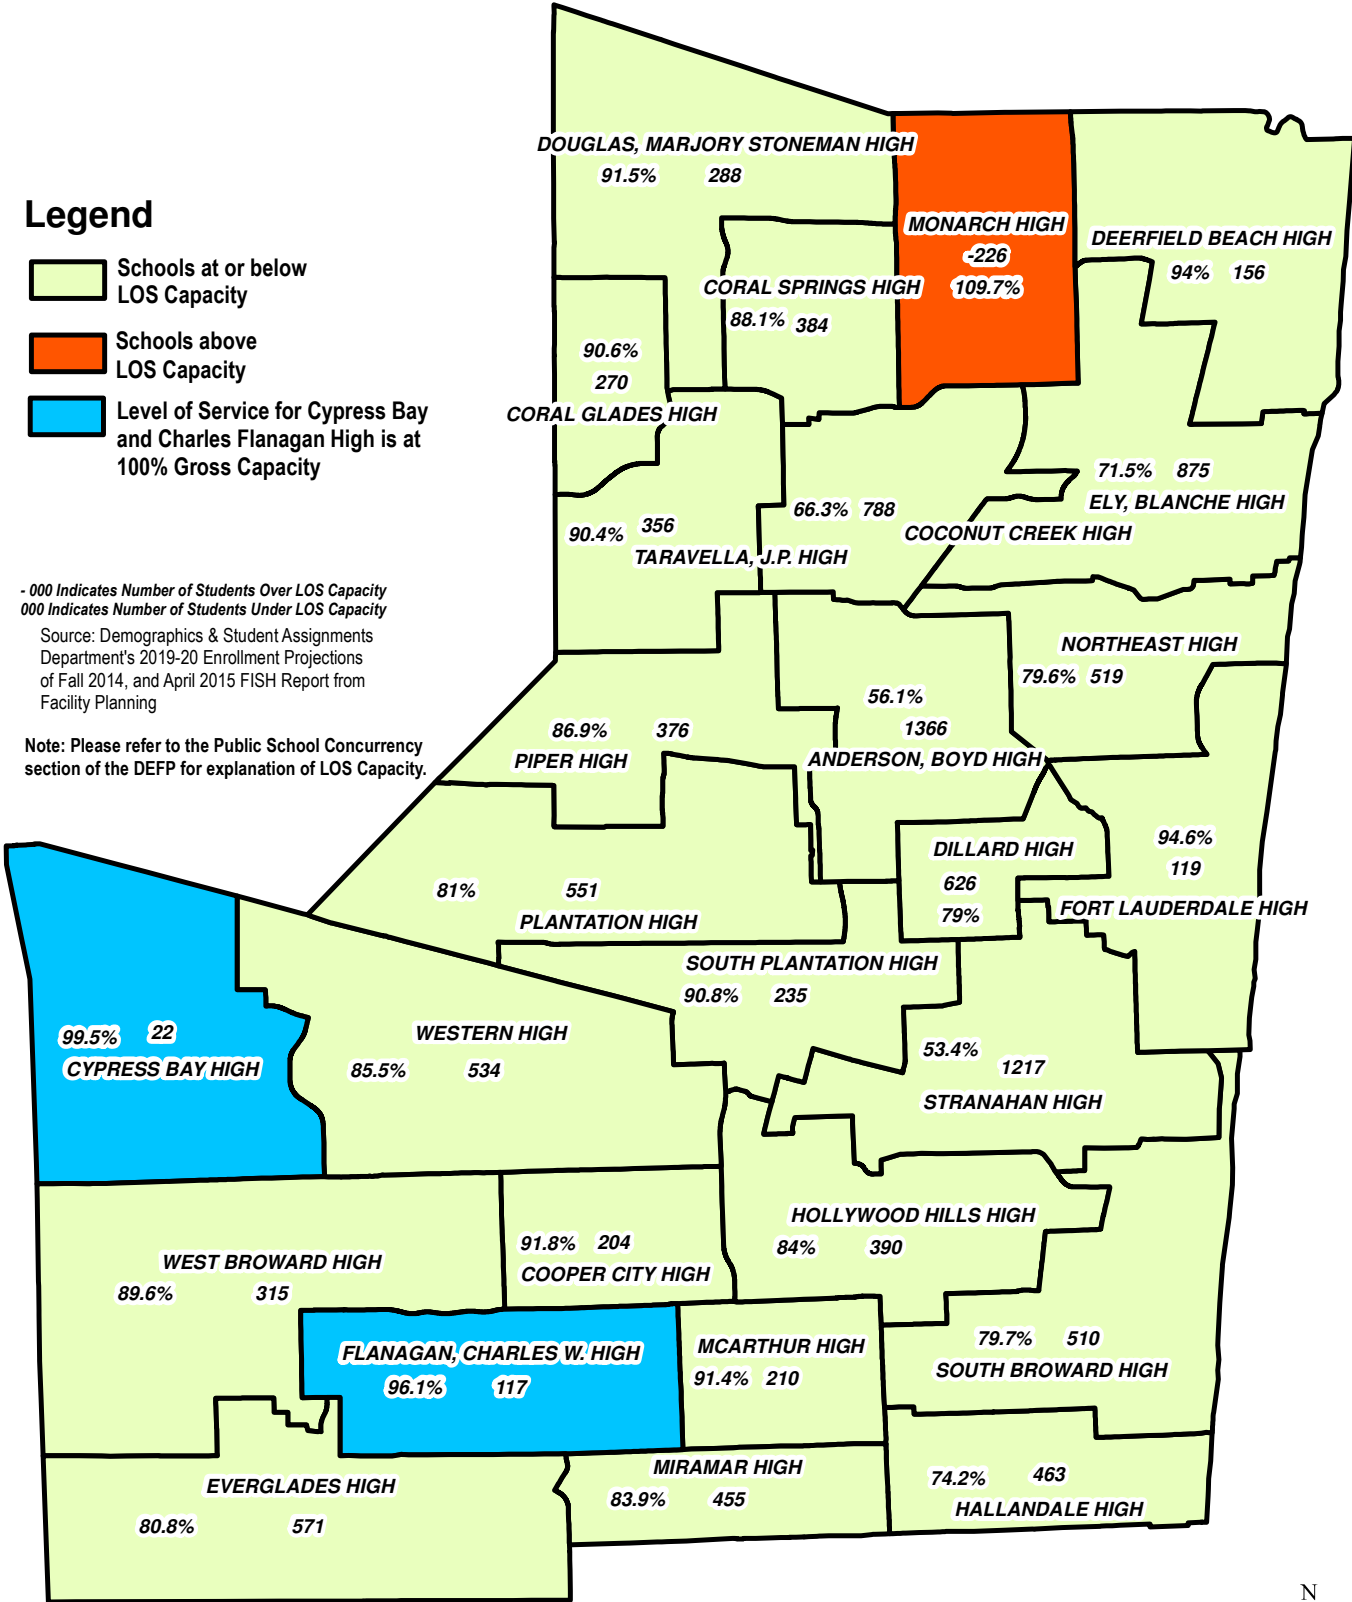 DOUGLAS, MARJORY STONEMAN HIGH
91.5% 288
Legend
Schools at or below
LOS Capacity
Schools above
LOS Capacity
Level of Service for Cypress Bay
and Charles Flanagan High is at
100% Gross Capacity
- 000 Indicates Number of Students Over LOS Capacity
000 Indicates Number of Students Under LOS Capacity
Source: Demographics & Student Assignments
Department's 2019-20 Enrollment Projections
of Fall 2014, and April 2015 FISH Report from
Facility Planning
Note: Please refer to the Public School Concurrency
section of the DEFP for explanation of LOS Capacity.
MONARCH HIGH
-226
109.7%
DEERFIELD BEACH HIGH
94% 156
CORAL SPRINGS HIGH
88.1% 384
90.6%
270
CORAL GLADES HIGH
71.5% 875
ELY, BLANCHE HIGH
66.3% 788
COCONUT CREEK HIGH
90.4% 356
TARAVELLA, J.P. HIGH
NORTHEAST HIGH
79.6% 519
56.1%
1366
ANDERSON, BOYD HIGH
86.9% 376
PIPER HIGH
DILLARD HIGH
626
79%
94.6%
119
FORT LAUDERDALE HIGH
81% 551
PLANTATION HIGH
SOUTH PLANTATION HIGH
90.8% 235
99.5% 22
CYPRESS BAY HIGH
WESTERN HIGH
85.5% 534
53.4%
1217
STRANAHAN HIGH
HOLLYWOOD HILLS HIGH
84% 390
91.8% 204
COOPER CITY HIGH
WEST BROWARD HIGH
89.6% 315
FLANAGAN, CHARLES W. HIGH
96.1% 117
MCARTHUR HIGH
91.4% 210
79.7% 510
SOUTH BROWARD HIGH
EVERGLADES HIGH
80.8% 571
MIRAMAR HIGH
83.9% 455
74.2% 463
HALLANDALE HIGH
N